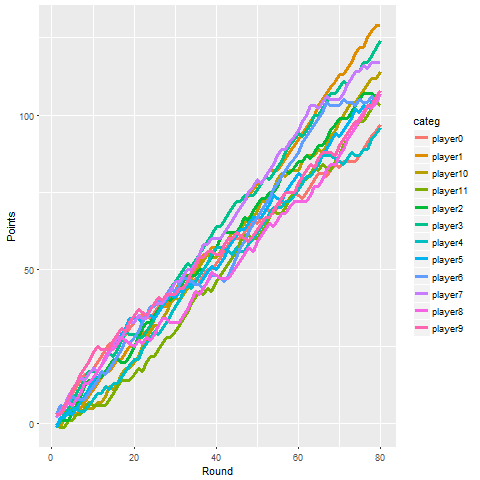 100
50
0
Points
0
20
40
60
80
Round
categ
player0
player1
player10
player11
player2
player3
player4
player5
player6
player7
player8
player9